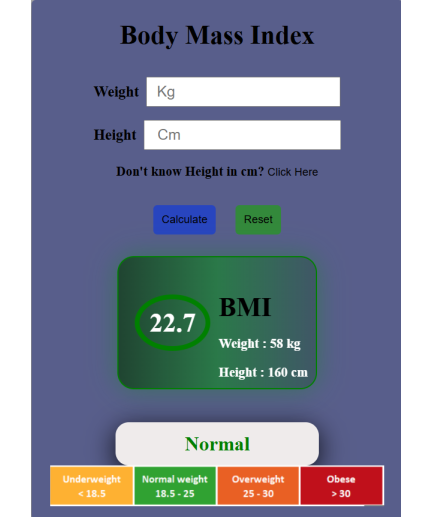 Body Mass Index
Weight Kg
Height Cm
Don't know Height in cm? Click Here
Calculate Reset
22.7
BMI
Weight : 58 kg
Height : 160 cm
Normal
Underweight Normal weight Overweight Obese
< 18.5 18.5 - 25 25 - 30 > 30